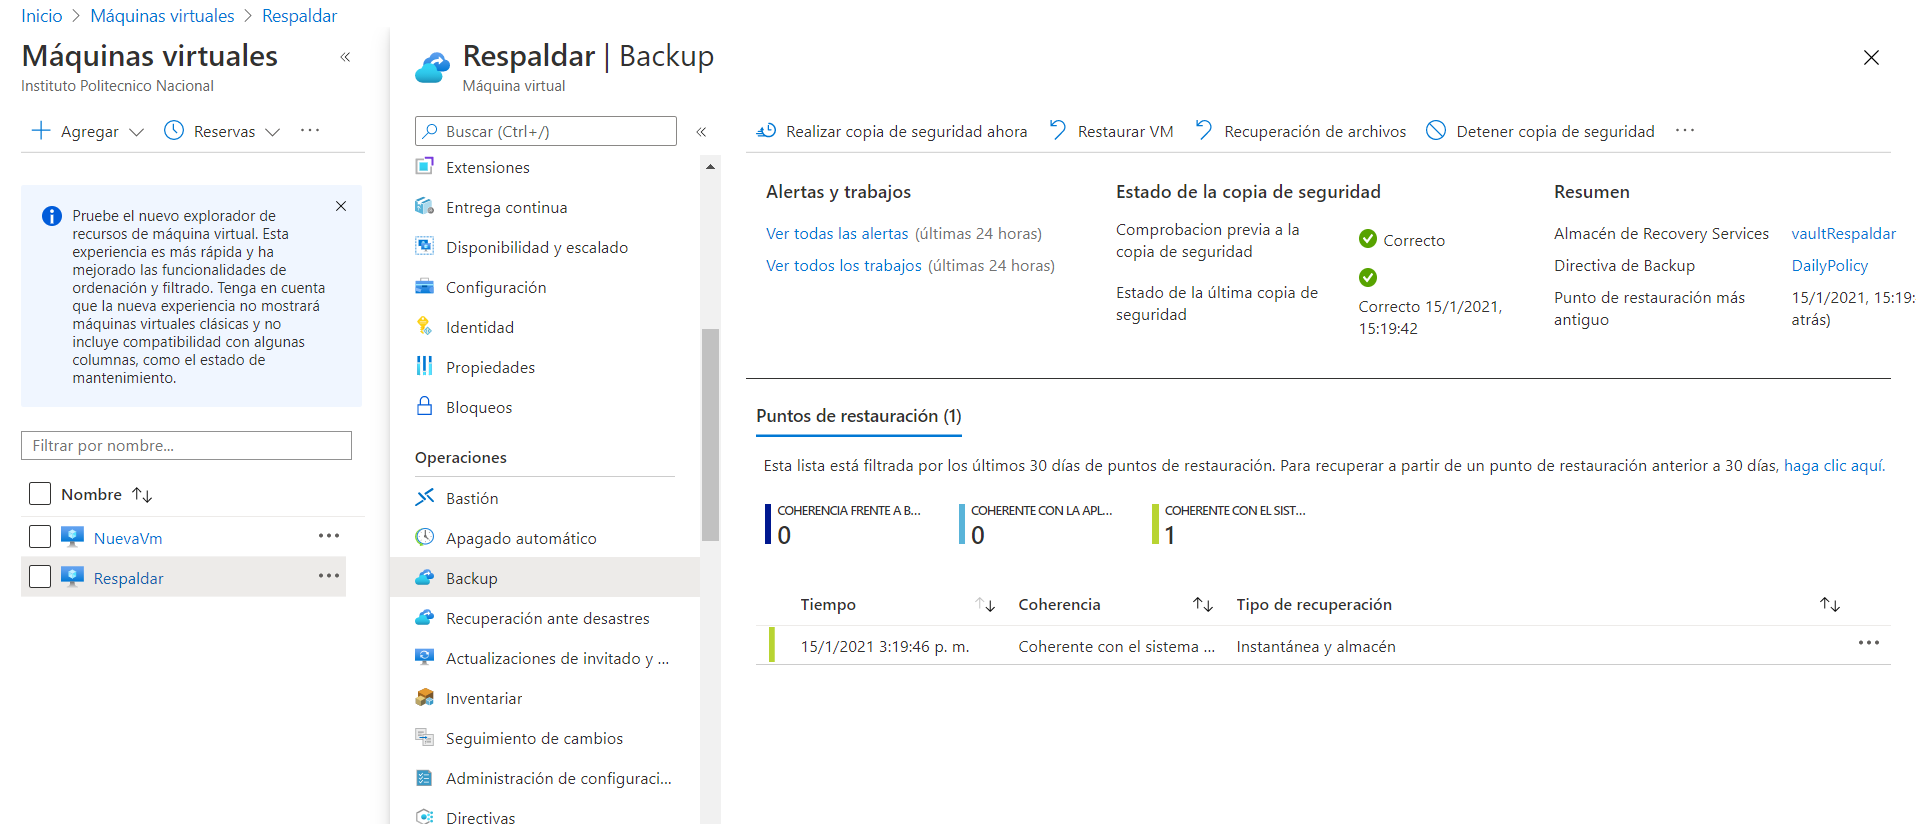 Inicio > Máquinas virtuales > Respaldar
Máquinas virtuales «
Instituto Politecnico Nacional
Agregar
Reservas
···
Pruebe el nuevo explorador de
recursos de máquina virtual. Esta
experiencia es más rápida y ha
mejorado las funcionalidades de
ordenación y filtrado. Tenga en cuenta
que la nueva experiencia no mostrará
máquinas virtuales clásicas y no
incluye compatibilidad con algunas
columnas, como el estado de
mantenimiento.
Filtrar por nombre...
Nombre
NuevaVm
Respaldar
Respaldar | Backup
Máquina virtual
Buscar (Ctrl+/)
«
Extensiones
Entrega continua
Disponibilidad y escalado
Configuración
Identidad
Propiedades
Bloqueos
Operaciones
Bastión
Apagado automático
Backup
Recuperación ante desastres
Actualizaciones de invitado y ...
Inventariar
Seguimiento de cambios
Administración de configuraci...
Directivas
Realizar copia de seguridad ahora
Restaurar VM
Recuperación de archivos
Detener copia de seguridad
···
Alertas y trabajos
Ver todas las alertas (últimas 24 horas)
Ver todos los trabajos (últimas 24 horas)
Estado de la copia de seguridad
Comprobacion previa a la
copia de seguridad
Correcto
Estado de la última copia de
seguridad
Correcto 15/1/2021,
15:19:42
Resumen
Almacén de Recovery Services
vaultRespaldar
Directiva de Backup
DailyPolicy
Punto de restauración más
antiguo
15/1/2021, 15:19:
atrás)
Puntos de restauración (1)
Esta lista está filtrada por los últimos 30 días de puntos de restauración. Para recuperar a partir de un punto de restauración anterior a 30 días, haga clic aquí.
COHERENCIA FRENTE A B...
0
COHERENTE CON LA APL...
0
COHERENTE CON EL SIST...
1
Tiempo
Coherencia
Tipo de recuperación
15/1/2021 3:19:46 p. m.
Coherente con el sistema ...
Instantánea y almacén